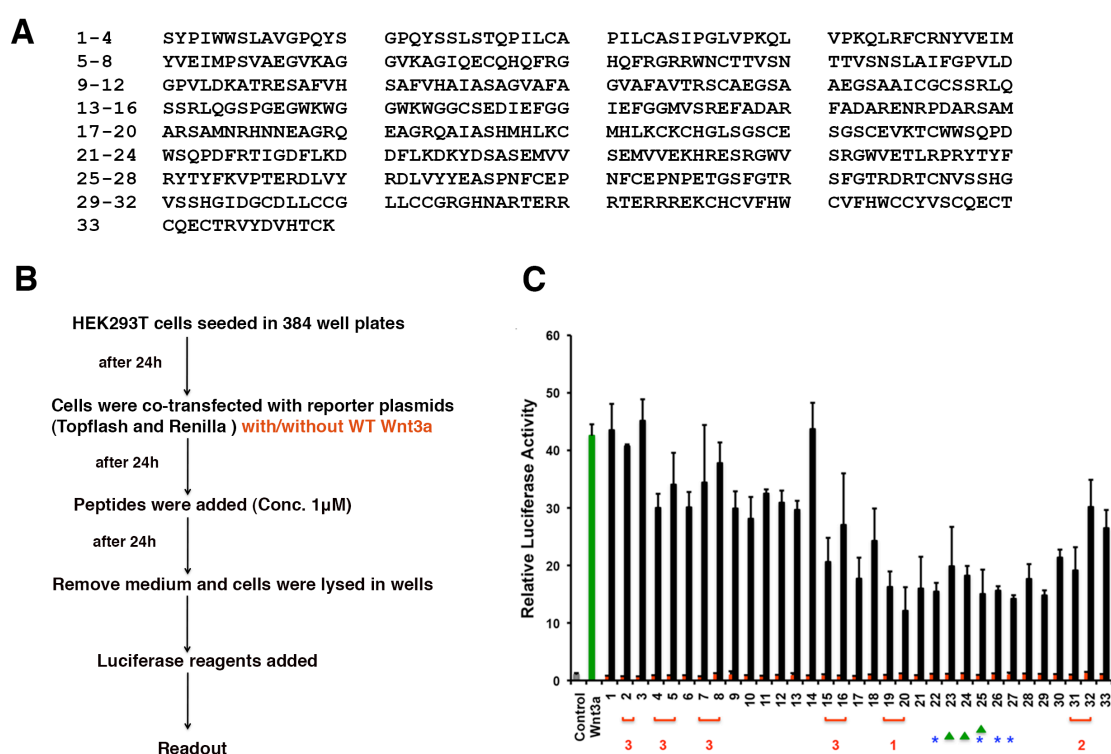 A
1-4 SYPIWWSLAVGPQYS GPQYSSLSTQPILCA PILCASIPGLVPKQL VPKQLRFCRNYVEIM
5-8 YVEIMPSVAEGVKAG GVKAGIQECQHQFRG HQFRGRRWNCTTVSN TTVSNSLAIFGPVLD
9-12 GPVLDKATRESAFVH SAFVHAIASAGVAFA GVAFAVTRSCAEGSA AEGSAAICGCSSRLQ
13-16 SSRLQGSPGEGWKWG GWKWGGCSEDIEFGG IEFGGMVSREFADAR FADARENRPDARSAM
17-20 ARSAMNRHNNEAGRQ EAGRQAIASHMHLKC MHLKCKCHGLSGSCE SGSCEVKTCWWSQPD
21-24 WSQPDFRTIGDFLKD DFLKDKYDSASEMVV SEMVVEKHRESRGWV SRGWVETLRPRYTYF
25-28 RYTYFKVPTERDLVY RDLVYYEASPNFCEP NFCEPNPETGSFGTR SFGTRDRTCNVSSHG
29-32 VSSHGIDGCDLLCCG LLCCGRGHNARTERR RTERRREKCHCVFHW CVFHWCCYVSCQECT
33 CQECTRVYDVHTCK
B
HEK293T cells seeded in 384 well plates
after 24h
Cells were co-transfected with reporter plasmids
(Topflash and Renilla ) with/without WT Wnt3a
after 24h
Peptides were added (Conc. 1µM)
after 24h
Remove medium and cells were lysed in wells
Luciferase reagents added
Readout
C
Relative Luciferase Activity
60
50
40
30
20
10
0
Control Wnt3a 1 2 3 4 5 6 7 8 9 10 11 12 13 14 15 16 17 18 19 20 21 22 23 24 25 26 27 28 29 30 31 32 33
3 3 3 3 1 * * * * 2